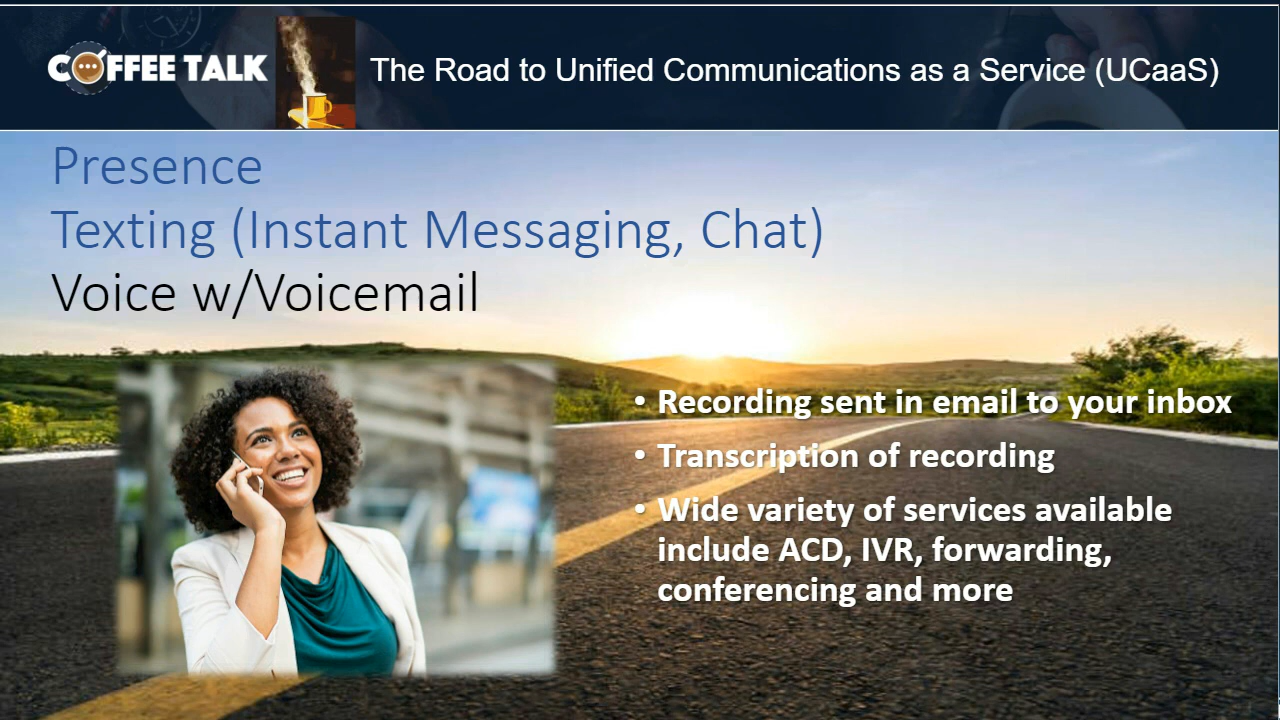 COFFEE TALK
The Road to Unified Communications as a Service (UCaaS)
Presence
Texting (Instant Messaging, Chat)
Voice w/Voicemail
• Recording sent in email to your inbox
• Transcription of recording
• Wide variety of services available
include ACD, IVR, forwarding,
conferencing and more